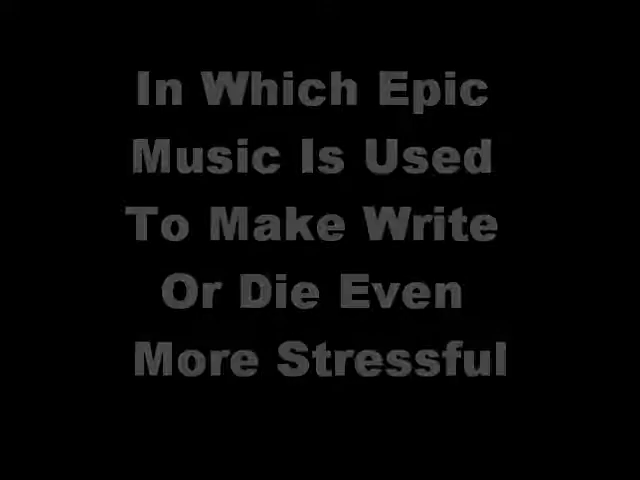 In Which Epic
Music Is Used
To Make Write
Or Die Even
More Stressful